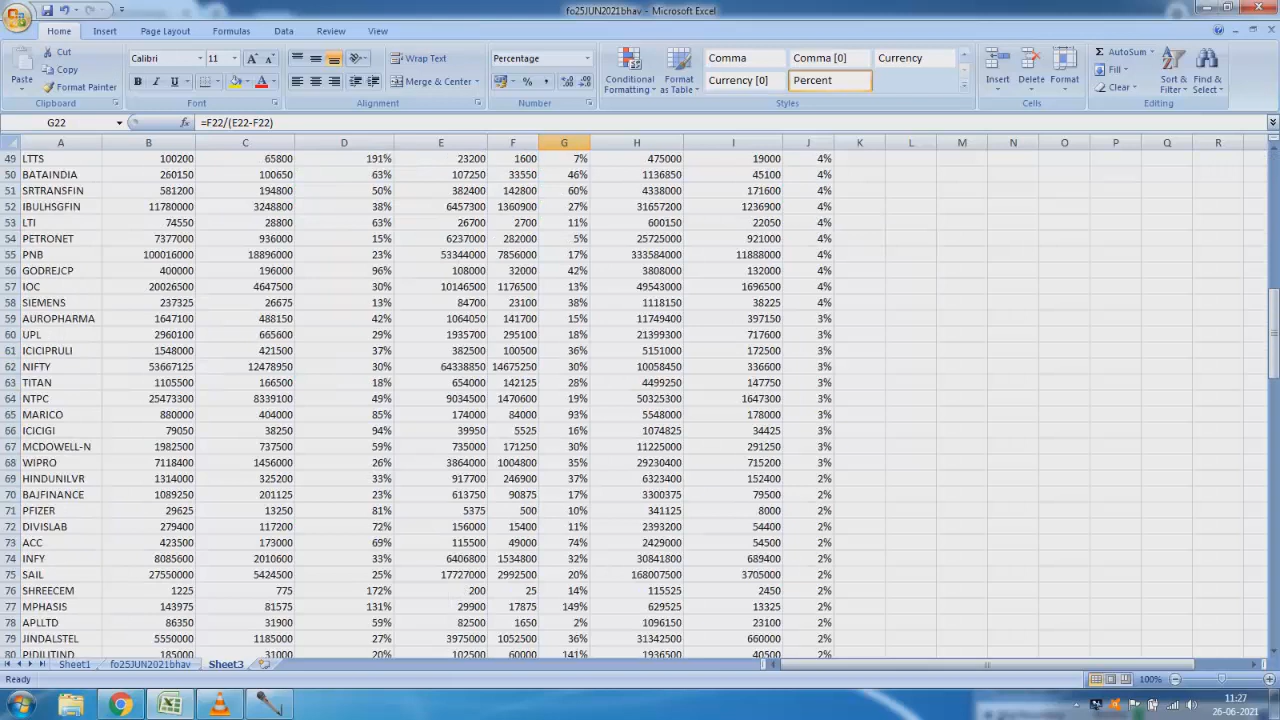 fo25JUN2021bhav - Microsoft Excel
Home Insert Page Layout Formulas Data Review View
Cut
Copy
Format Painter
Paste
Clipboard
Calibri 11
B I U
Font
Wrap Text
Merge & Center
Alignment
Percentage
Number
Conditional Formatting
Format as Table
Comma Comma [0] Currency
Currency [0] Percent
Styles
Insert Delete Format
Cells
AutoSum
Fill
Clear
Sort & Filter
Find & Select
Editing
G22 fx =F22/(E22-F22)
A B C D E F G H I J K L M N O P Q R
49 LTTS 100200 65800 191% 23200 1600 7% 475000 19000 4%
50 BATAINDIA 260150 100650 63% 107250 33550 46% 1136850 45100 4%
51 SRTRANSFIN 581200 194800 50% 382400 142800 60% 4338000 171600 4%
52 IBULHSGFIN 11780000 3248800 38% 6457300 1360900 27% 31657200 1236900 4%
53 LTI 74550 28800 63% 26700 2700 11% 600150 22050 4%
54 PETRONET 7377000 936000 15% 6237000 282000 5% 25725000 921000 4%
55 PNB 100016000 18896000 23% 53344000 7856000 17% 333584000 11888000 4%
56 GODREJCP 400000 196000 96% 108000 32000 42% 3808000 132000 4%
57 IOC 20026500 4647500 30% 10146500 1176500 13% 49543000 1696500 4%
58 SIEMENS 237325 26675 13% 84700 23100 38% 1118150 38225 4%
59 AUROPHARMA 1647100 488150 42% 1064050 141700 15% 11749400 397150 3%
60 UPL 2960100 665600 29% 1935700 295100 18% 21399300 717600 3%
61 ICICIPRULI 1548000 421500 37% 382500 100500 36% 5151000 172500 3%
62 NIFTY 53667125 12478950 30% 64338850 14675250 30% 10058450 336600 3%
63 TITAN 1105500 166500 18% 654000 142125 28% 4499250 147750 3%
64 NTPC 25473300 8339100 49% 9034500 1470600 19% 50325300 1647300 3%
65 MARICO 880000 404000 85% 174000 84000 93% 5548000 178000 3%
66 ICICIGI 79050 38250 94% 39950 5525 16% 1074825 34425 3%
67 MCDOWELL-N 1982500 737500 59% 735000 171250 30% 11225000 291250 3%
68 WIPRO 7118400 1456000 26% 3864000 1004800 35% 29230400 715200 3%
69 HINDUNILVR 1314000 325200 33% 917700 246900 37% 6323400 152400 2%
70 BAJFINANCE 1089250 201125 23% 613750 90875 17% 3300375 79500 2%
71 PFIZER 29625 13250 81% 5375 500 10% 341125 8000 2%
72 DIVISLAB 279400 117200 72% 156000 15400 11% 2393200 54400 2%
73 ACC 423500 173000 69% 115500 49000 74% 2429000 54500 2%
74 INFY 8085600 2010600 33% 6406800 1534800 32% 30841800 689400 2%
75 SAIL 27550000 5424500 25% 17727000 2992500 20% 168007500 3705000 2%
76 SHREECEM 1225 775 172% 200 25 14% 115525 2450 2%
77 MPHASIS 143975 81575 131% 29900 17875 149% 629525 13325 2%
78 APLLTD 86350 31900 59% 82500 1650 2% 1096150 23100 2%
79 JINDALSTEL 5550000 1185000 27% 3975000 1052500 36% 31342500 660000 2%
80 PIDILITIND 185000 31000 20% 102500 60000 141% 1936500 40500 2%
Sheet1 fo25JUN2021bhav Sheet3
Ready 100%
11:27
26-06-2021